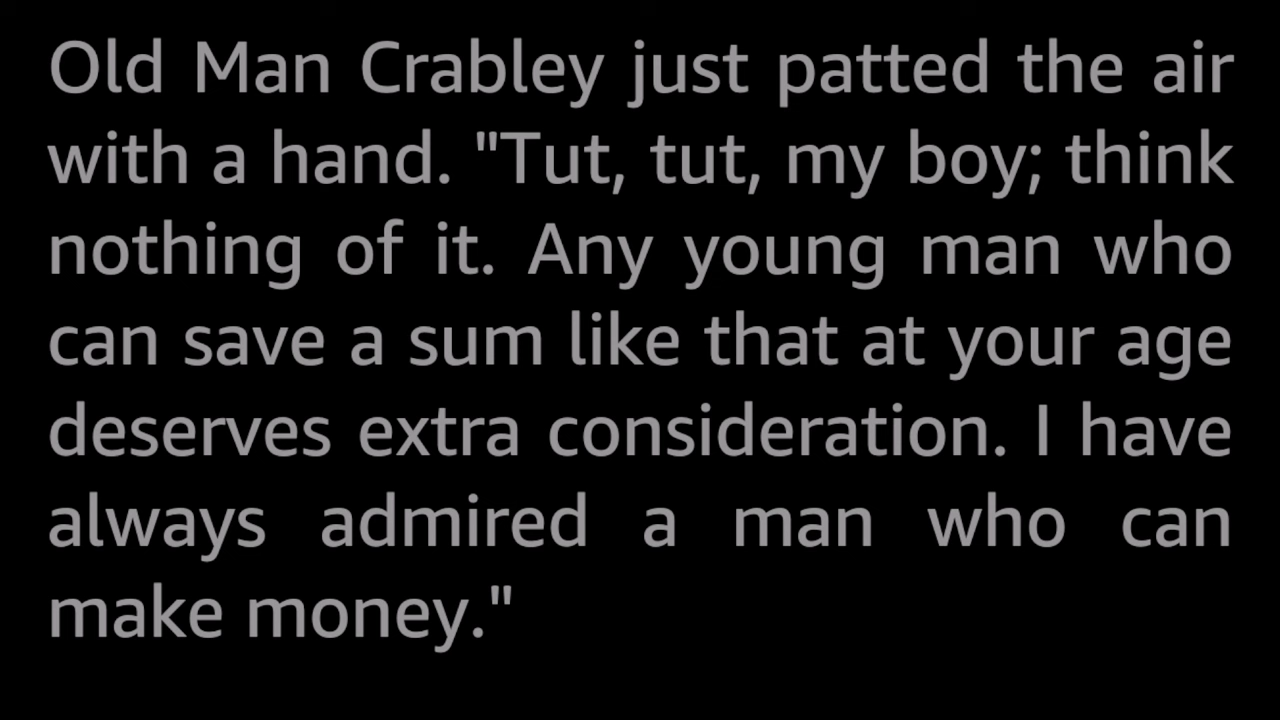 Old Man Crabley just patted the air
with a hand. "Tut, tut, my boy; think
nothing of it. Any young man who
can save a sum like that at your age
deserves extra consideration. I have
always admired a man who can
make money."